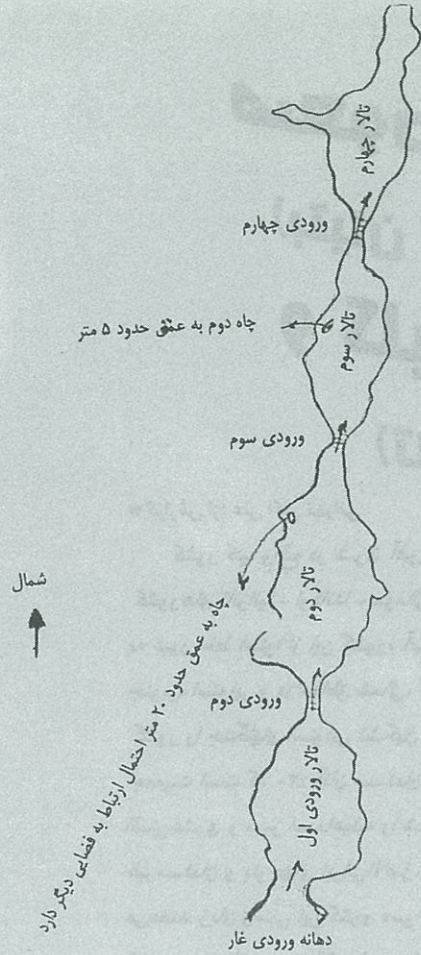 تالار چهارم
ورودی چهارم
چاه دوم به عمق حدود ۵ متر
تالار سوم
ورودی سوم
تالار دوم
شمال
چاه به عمق حدود ۲۰ متر احتمال ارتباط به فضایی دیگر دارد
ورودی دوم
تالار ورودی اول
دهانه ورودی غار